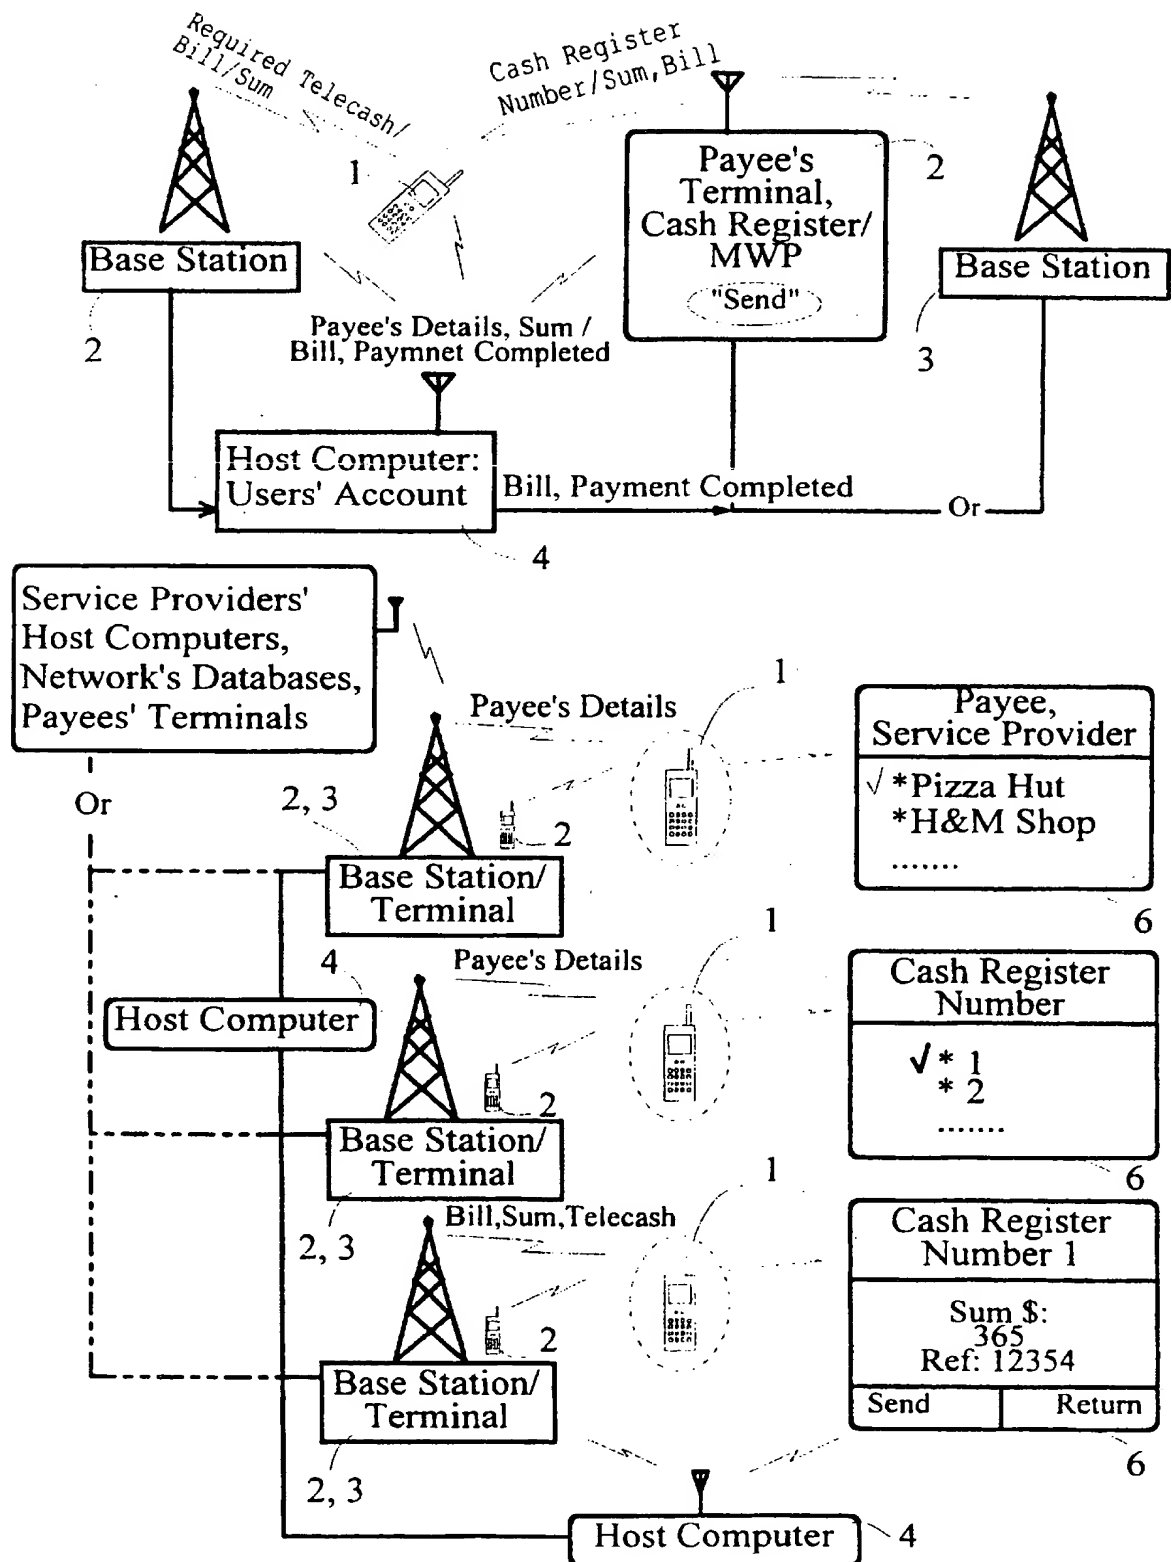 Required Telecash/
Bill/Sum
Cash Register
Number/Sum,Bill
1
Payee's
Terminal,
Cash Register/
MWP
"Send"
2
Base Station
2
Base Station
3
Payee's Details, Sum /
Bill, Paymnet Completed
Host Computer:
Users' Account
Bill, Payment Completed
Or
4
Service Providers'
Host Computers,
Network's Databases,
Payees' Terminals
Or
Payee's Details
1
Payee,
Service Provider
√ *Pizza Hut
*H&M Shop
.......
6
2, 3
2
Base Station/
Terminal
4
Host Computer
Payee's Details
1
Cash Register
Number
√ * 1
* 2
.......
6
2
Base Station/
Terminal
2, 3
Bill,Sum,Telecash
1
Cash Register
Number 1
Sum $:
365
Ref: 12354
Send Return
6
2
Base Station/
Terminal
2, 3
Host Computer
4